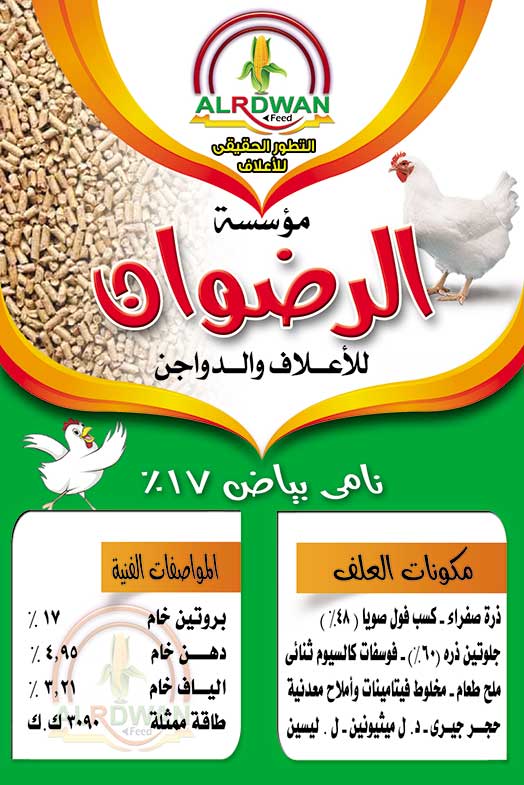 ALRDWAN
Feed
التطور الحقيقى
للأعلاف
مؤسسة
الرضوان
للأعلاف والدواجن
نامى بياض ١٧٪
مكونات العلف
ذرة صفراء - كسب فول صويا (٤٨٪)
جلوتين ذره (٦٠٪) - فوسفات كالسيوم ثنائى
ملح طعام - مخلوط فيتامينات وأملاح معدنية
حجر جيرى - د. ل ميثيونين - ل. ليسين
المواصفات الفنية
بروتين خام ١٧ ٪
دهن خام ٤,٩٥ ٪
الياف خام ٣,٢١ ٪
طاقة ممثلة ٣٠٩٠ ك.ك
ALRDWAN
Feed